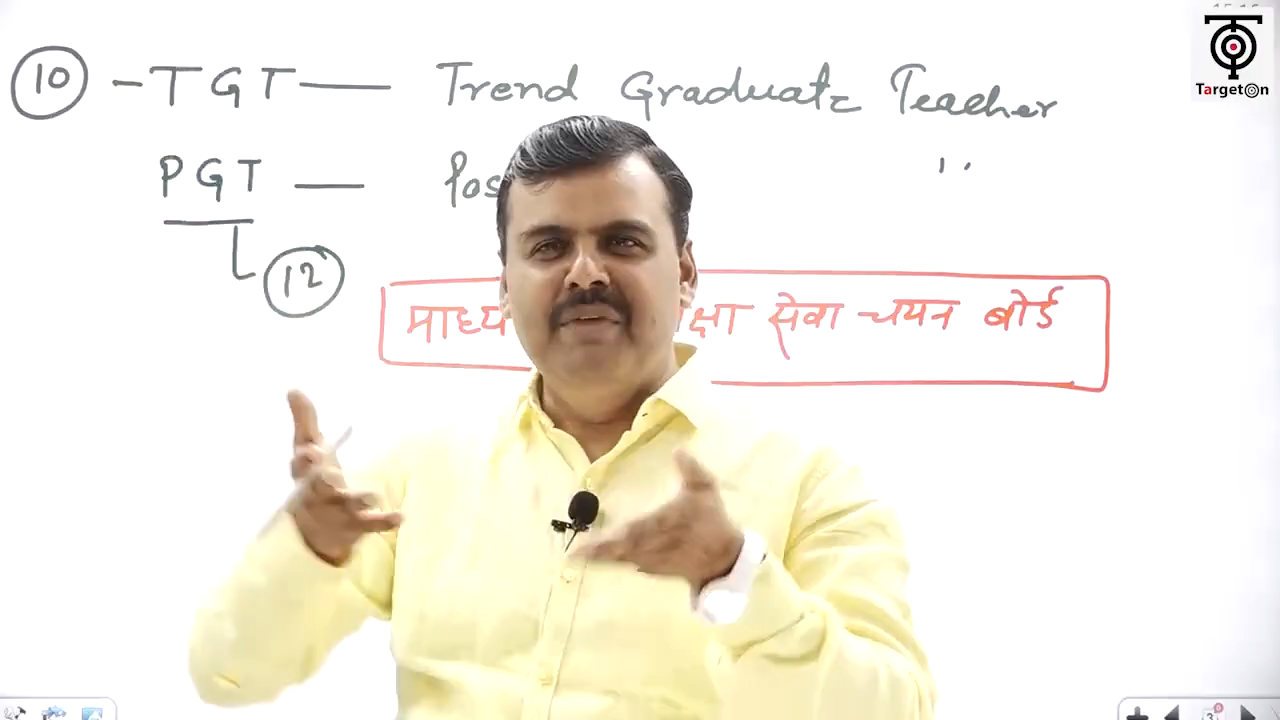 10 - TGT — Trend Graduate Teacher
PGT — Pos
12
माध्य क्षा सेवा चयन बोर्ड
TargetOn